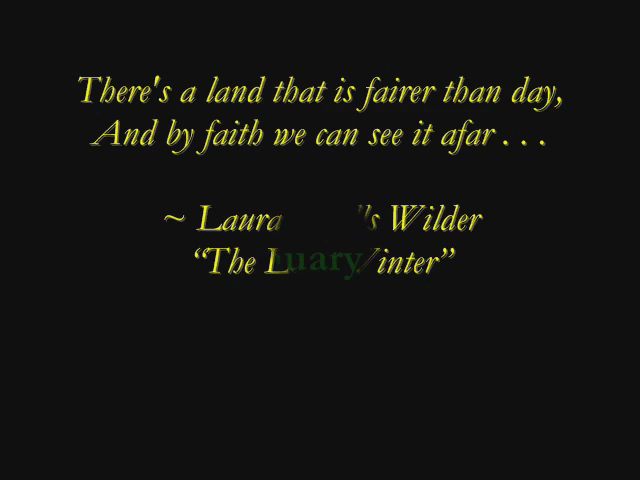 There's a land that is fairer than day,
And by faith we can see it afar . . .
~ Laura Wilder
“The